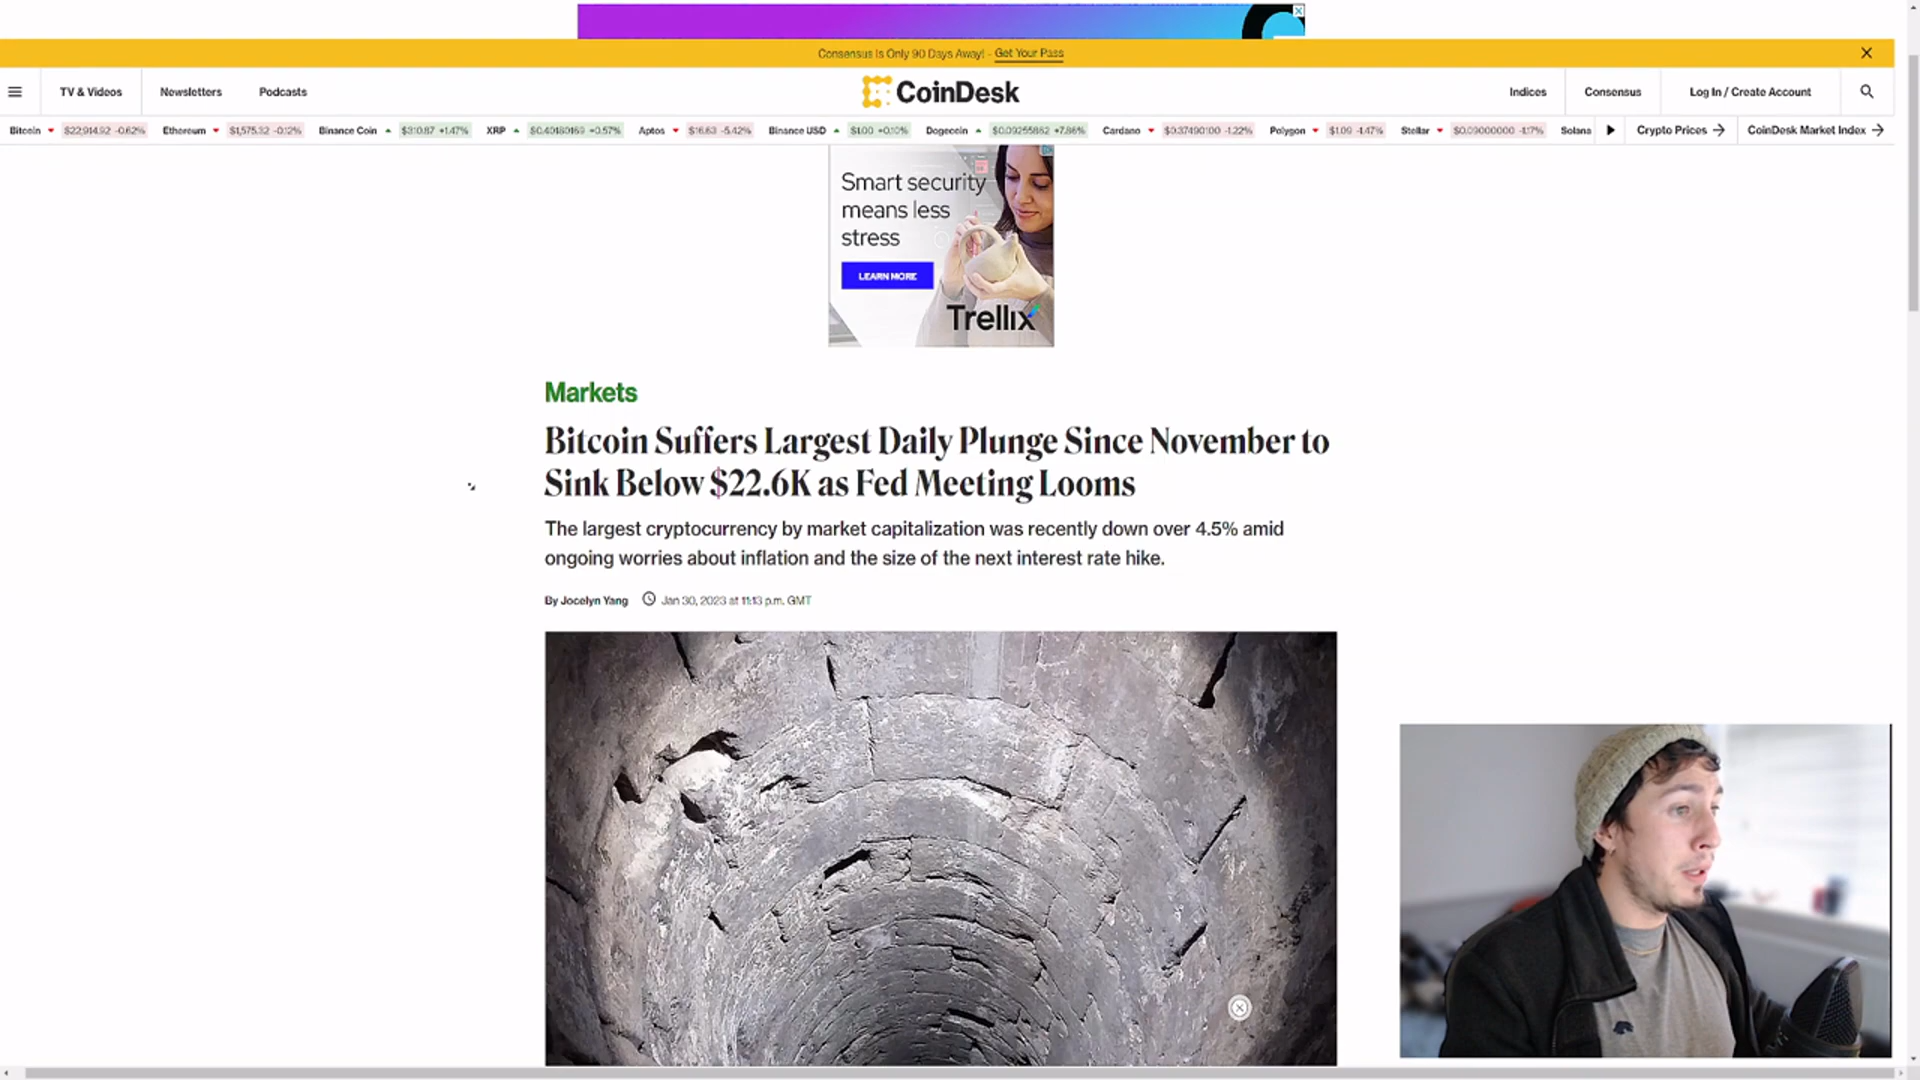 Consensus Is Only 90 Days Away! - Get Your Pass
TV & Videos
Newsletters
Podcasts
CoinDesk
Indices
Consensus
Log In / Create Account
Bitcoin $22,914.92 -0.62% Ethereum $1,575.32 -0.12% Binance Coin $310.87 +1.47% XRP $0.40480169 +0.57% Aptos $16.63 -5.42% Binance USD $1.00 +0.10% Dogecoin $0.09255862 +7.86% Cardano $0.37490100 -1.22% Polygon $1.09 -4.47% Stellar $0.09000000 -4.17% Solana
Crypto Prices
CoinDesk Market Index
Smart security
means less
stress
LEARN MORE
Trellix
Markets
Bitcoin Suffers Largest Daily Plunge Since November to
Sink Below $22.6K as Fed Meeting Looms
The largest cryptocurrency by market capitalization was recently down over 4.5% amid
ongoing worries about inflation and the size of the next interest rate hike.
By Jocelyn Yang Jan 30, 2023 at 11:13 p.m. GMT